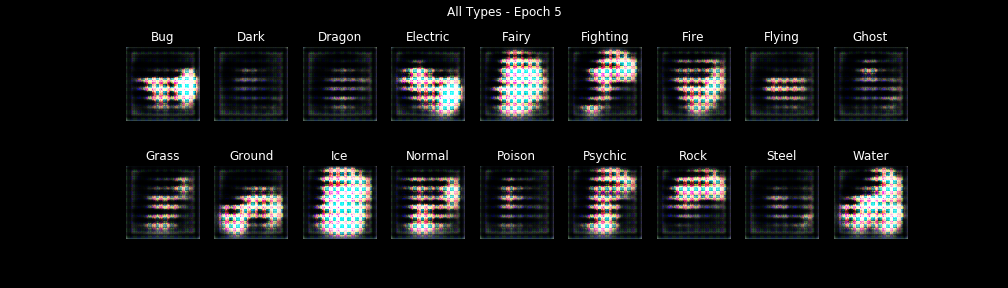 All Types - Epoch 5
Bug Dark Dragon Electric Fairy Fighting Fire Flying Ghost
Grass Ground Ice Normal Poison Psychic Rock Steel Water